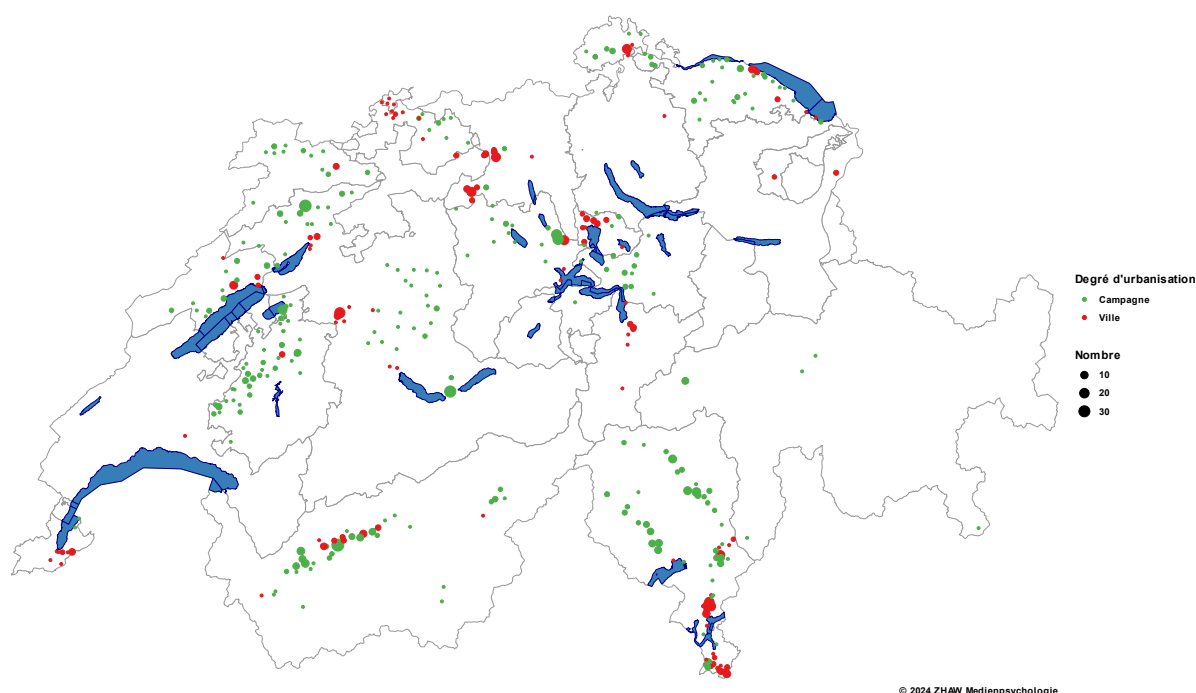 Degré d'urbanisation
Campagne
Ville
Nombre
10
20
30
© 2024 ZHAW Medienpsychologie